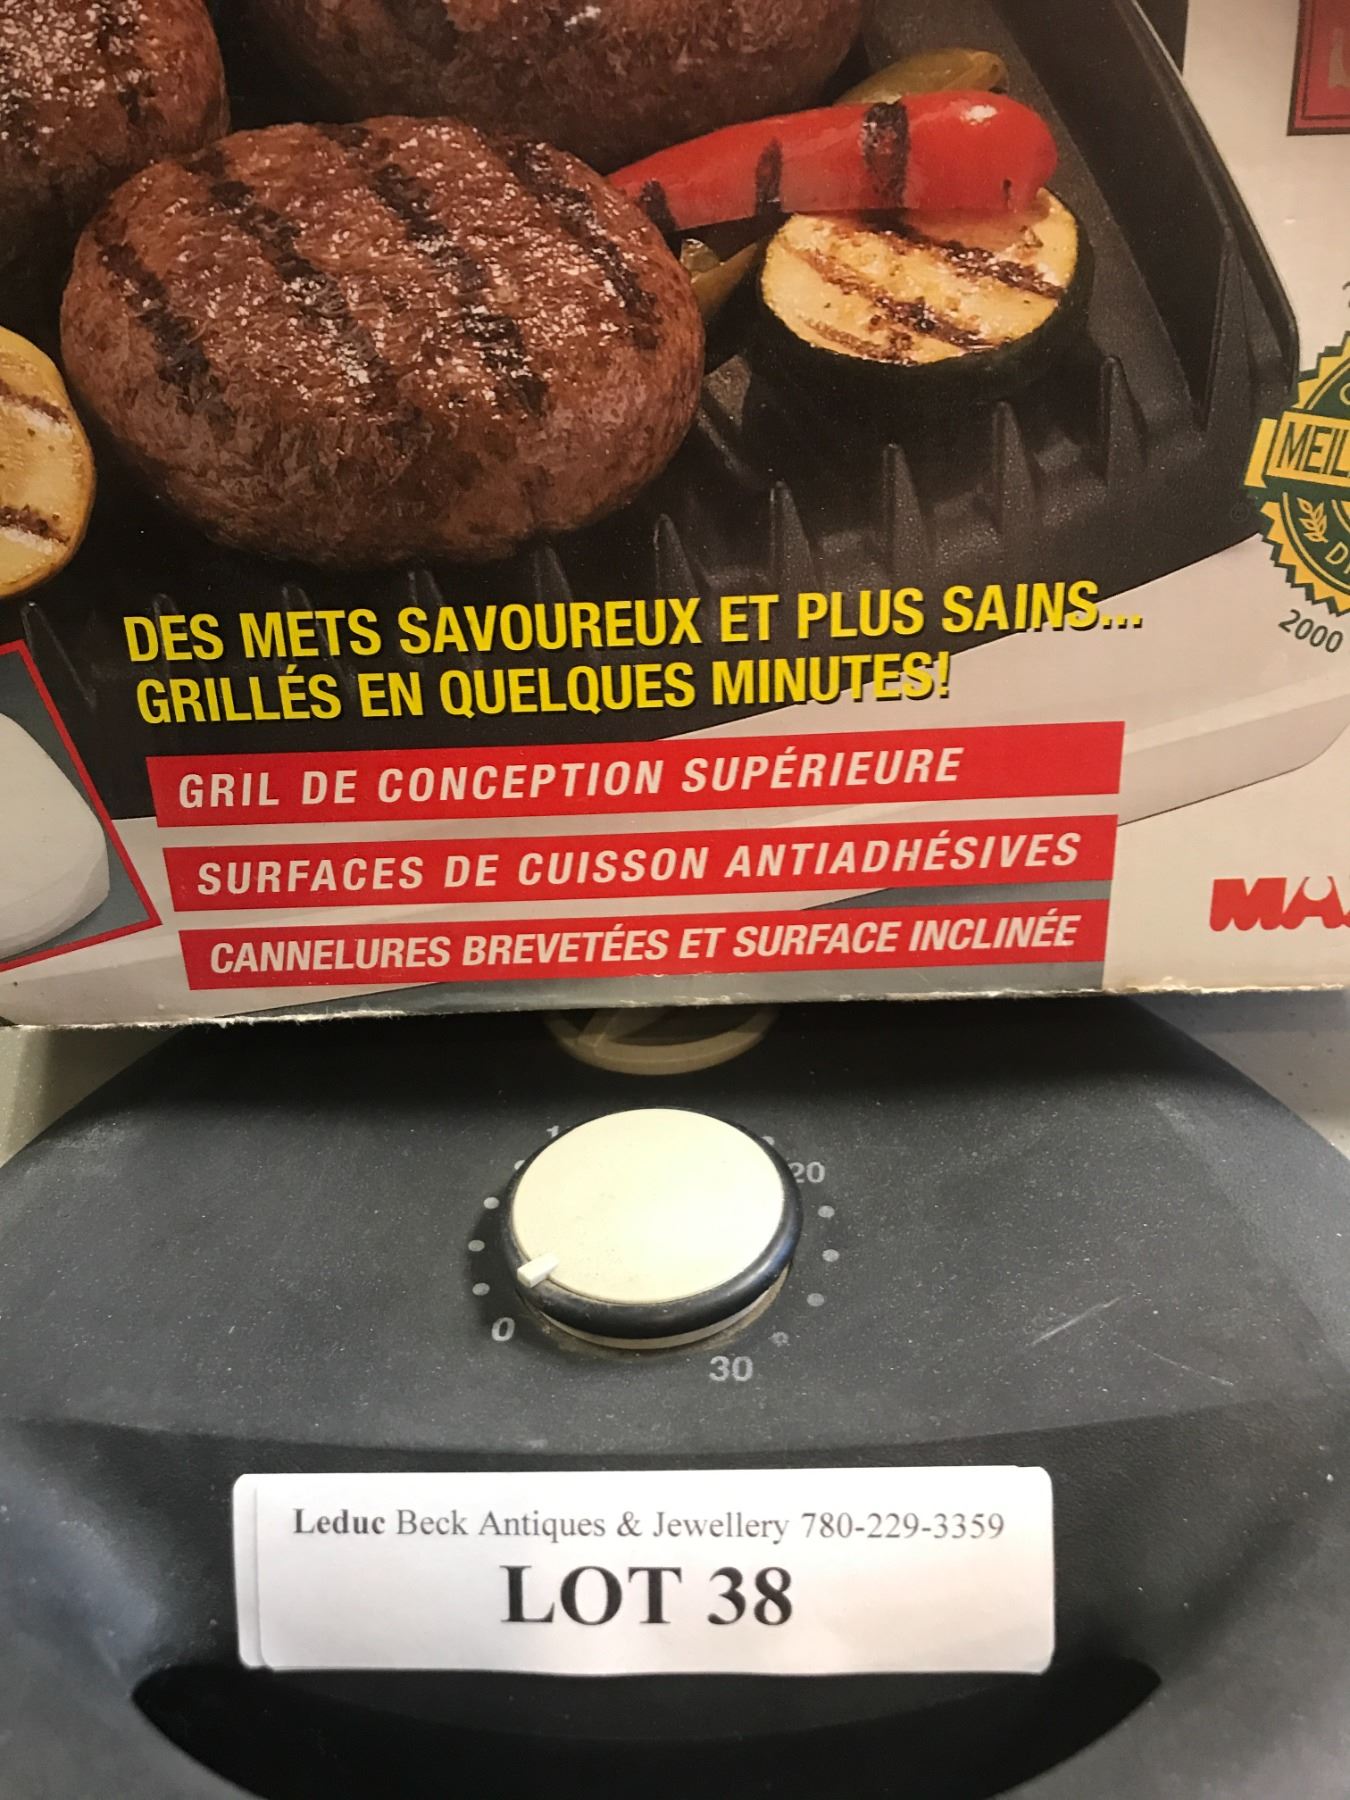 DES METS SAVOUREUX ET PLUS SAINS...
GRILLÉS EN QUELQUES MINUTES!
GRIL DE CONCEPTION SUPÉRIEURE
SURFACES DE CUISSON ANTIADHÉSIVES
CANNELURES BREVETÉES ET SURFACE INCLINÉE
2000
20
0
30
Leduc Beck Antiques & Jewellery 780-229-3359
LOT 38